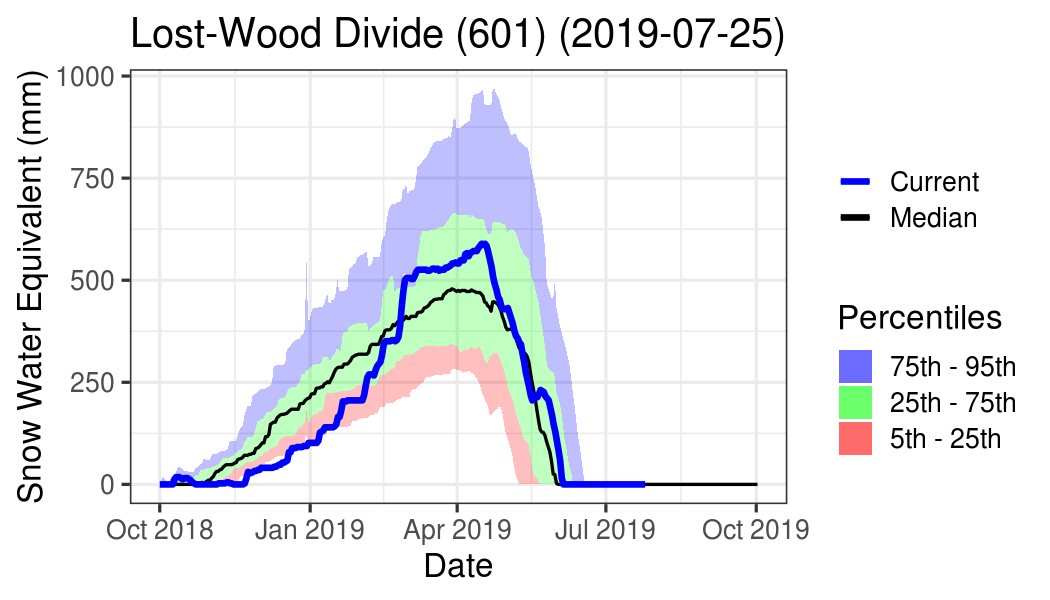 Lost-Wood Divide (601) (2019-07-25)
Snow Water Equivalent (mm)
1000
750
500
250
0
Oct 2018
Jan 2019
Apr 2019
Jul 2019
Oct 2019
Date
Current
Median
Percentiles
75th - 95th
25th - 75th
5th - 25th